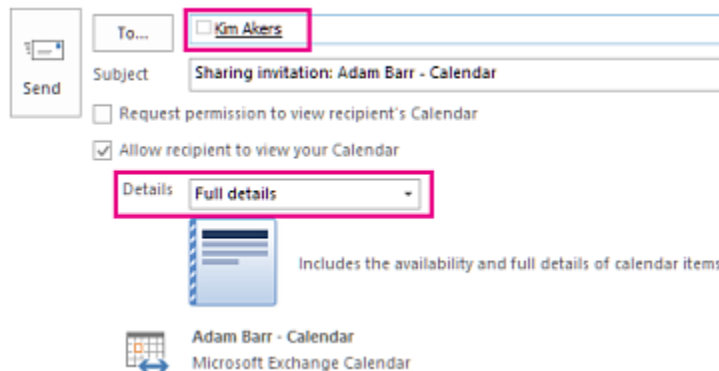 To... Kim Akers
Send
Subject Sharing invitation: Adam Barr - Calendar
Request permission to view recipient's Calendar
Allow recipient to view your Calendar
Details Full details
Includes the availability and full details of calendar items
Adam Barr - Calendar
Microsoft Exchange Calendar